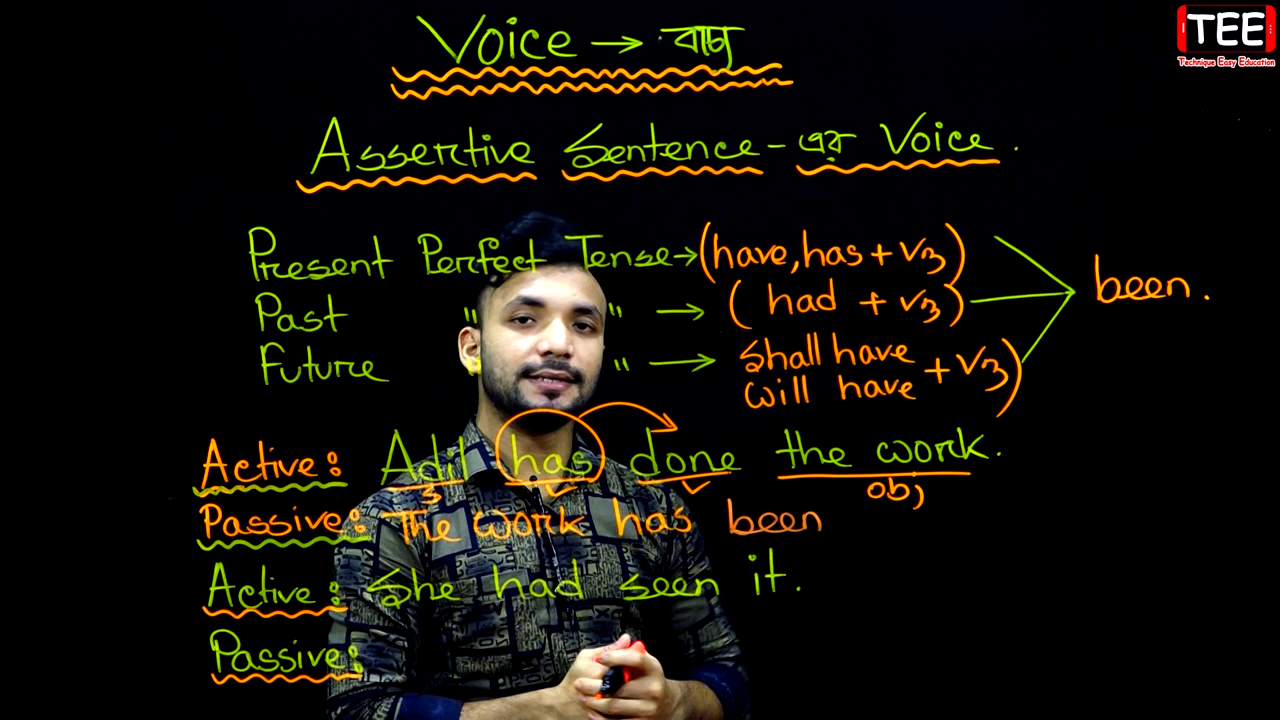 Voice → বাচ্য
TEE
Technique Easy Education
Assertive Sentence-এর Voice.
Present Perfect Tense→(have, has + V3)
Past " " → ( had + V3)
been.
Future " → shall have
will have + V3)
Active: Adil has done the work.
s obj
Passive: The work has been
Active: She had seen it.
Passive: